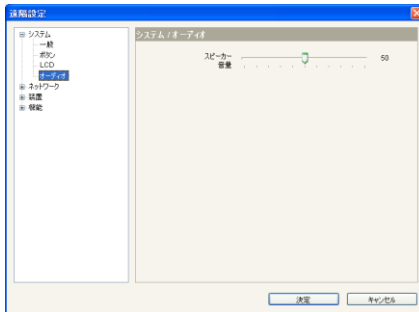 遠隔設定
システム
一般
ボタン
LCD
オーディオ
ネットワーク
装置
機能
システム / オーディオ
スピーカー
音量
50
決定
キャンセル